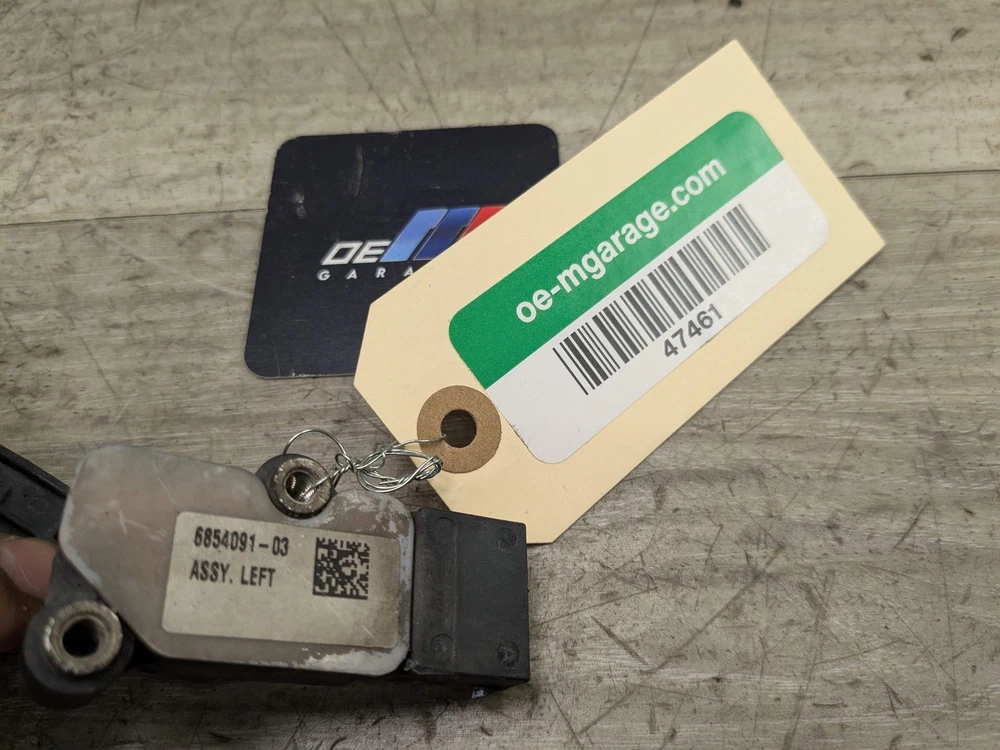 OE
GARA
oe-mgarage.com
47461
6854091-03
ASSY. LEFT